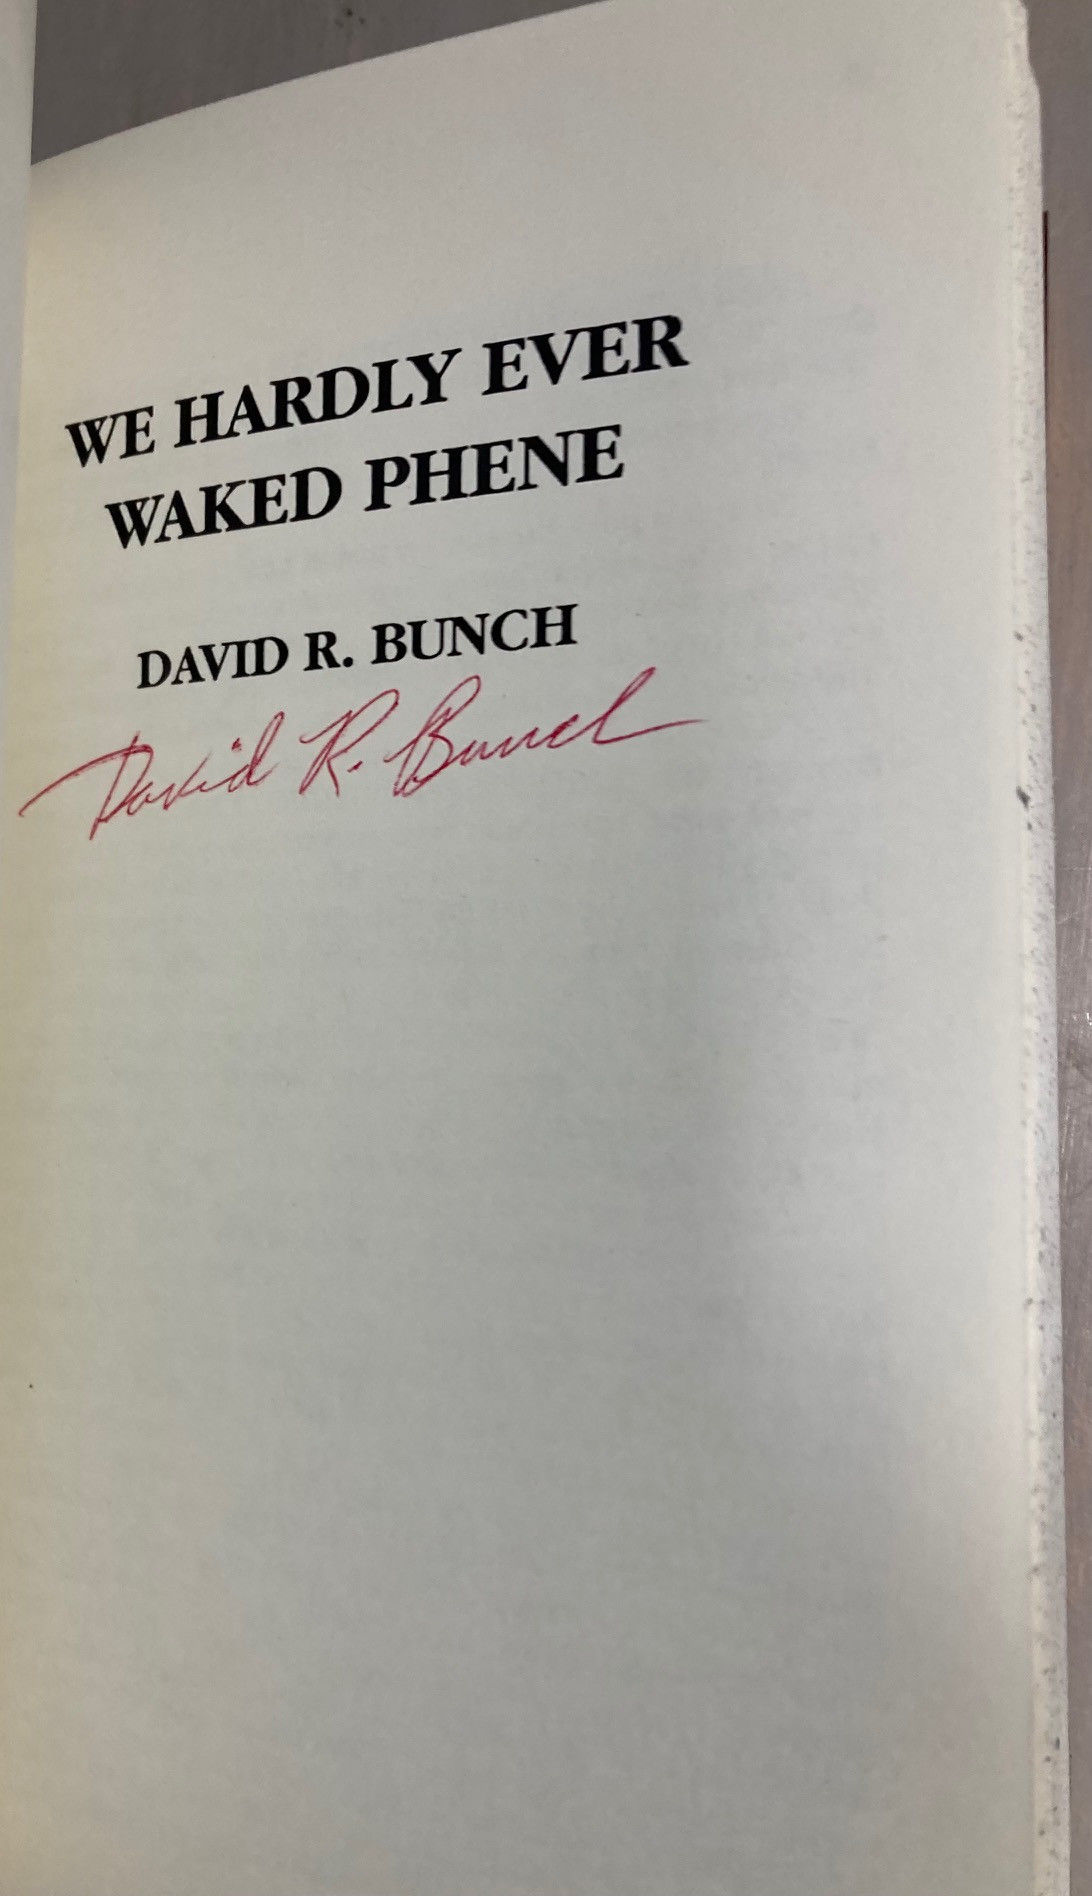 WE HARDLY EVER
WAKED PHENE
DAVID R. BUNCH
David R. Bunch